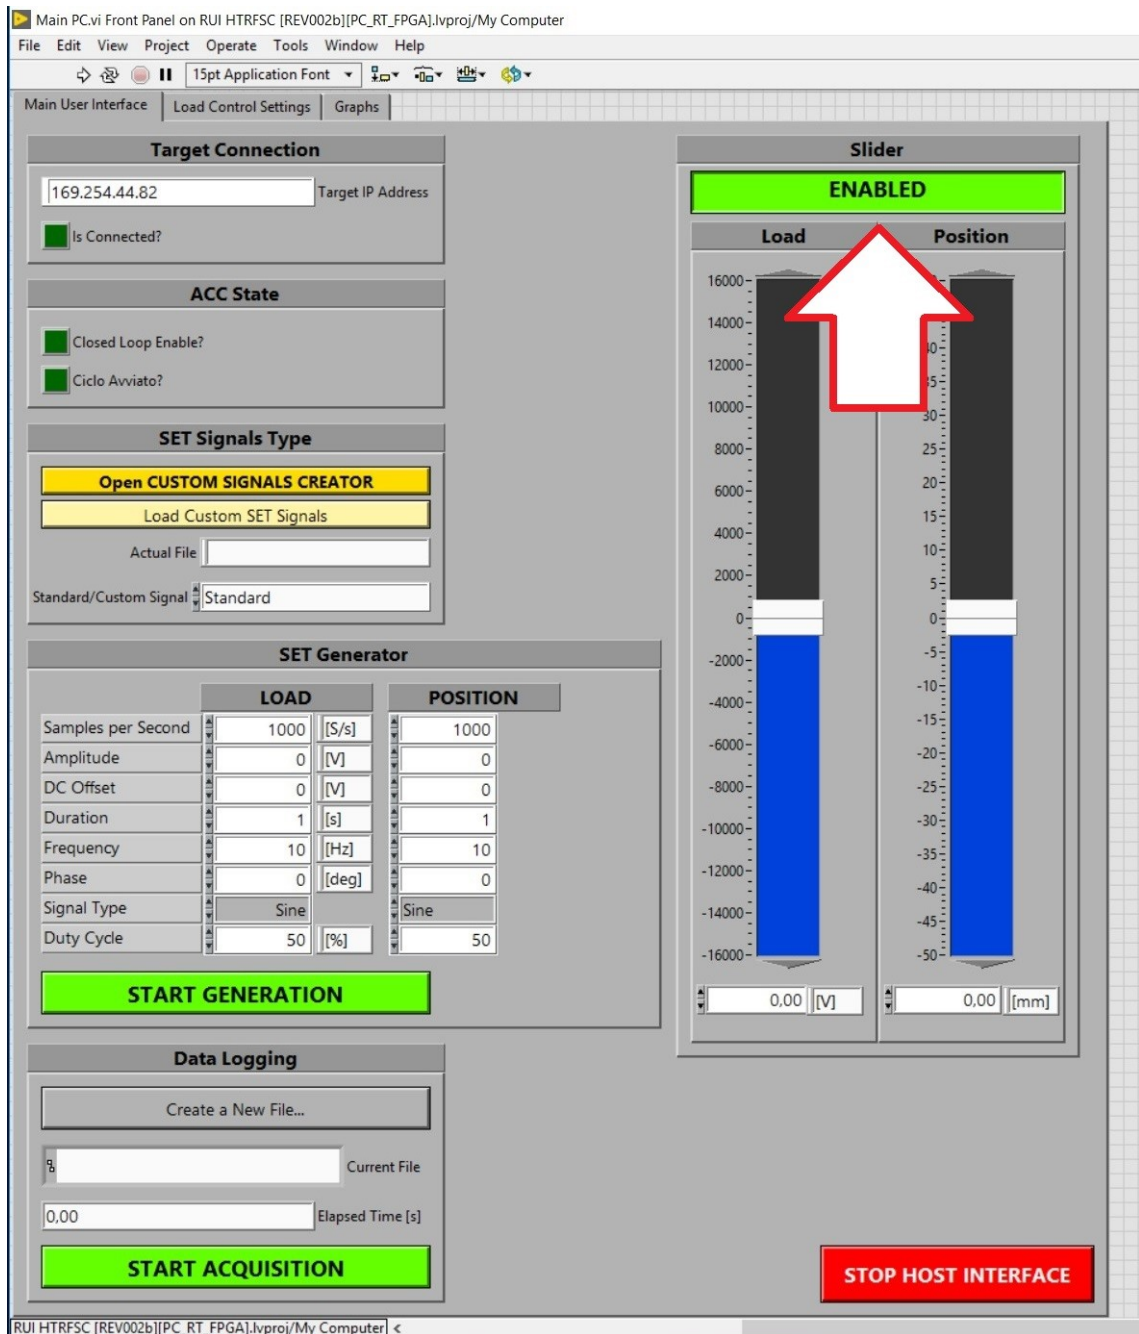 Main PC.vi Front Panel on RUI HTRFSC [REV002b][PC_RT_FPGA].lvproj/My Computer
File Edit View Project Operate Tools Window Help
15pt Application Font
Main User Interface Load Control Settings Graphs
Target Connection
169.254.44.82 Target IP Address
Is Connected?
ACC State
Closed Loop Enable?
Ciclo Avviato?
SET Signals Type
Open CUSTOM SIGNALS CREATOR
Load Custom SET Signals
Actual File
Standard/Custom Signal Standard
SET Generator
LOAD POSITION
Samples per Second 1000 [S/s] 1000
Amplitude 0 [V] 0
DC Offset 0 [V] 0
Duration 1 [s] 1
Frequency 10 [Hz] 10
Phase 0 [deg] 0
Signal Type Sine Sine
Duty Cycle 50 [%] 50
START GENERATION
Data Logging
Create a New File...
Current File
0,00 Elapsed Time [s]
START ACQUISITION
Slider
ENABLED
Load Position
16000
14000
12000
10000
8000
6000
4000
2000
0
-2000
-4000
-6000
-8000
-10000
-12000
-14000
-16000
30
25
20
15
10
5
0
-5
-10
-15
-20
-25
-30
-35
-40
-45
-50
0,00 [V] 0,00 [mm]
STOP HOST INTERFACE
RUI HTRFSC [REV002b][PC_RT_FPGA].lvproj/My Computer <